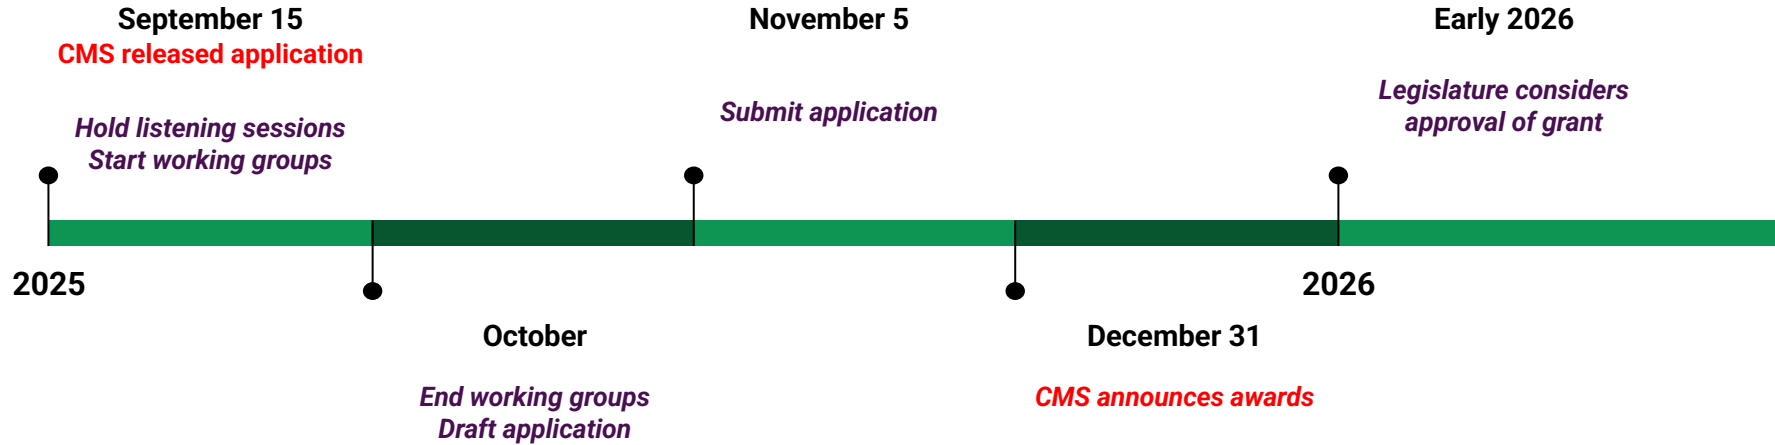 September 15
CMS released application
Hold listening sessions
Start working groups
November 5
Submit application
Early 2026
Legislature considers
approval of grant
2025
2026
October
End working groups
Draft application
December 31
CMS announces awards